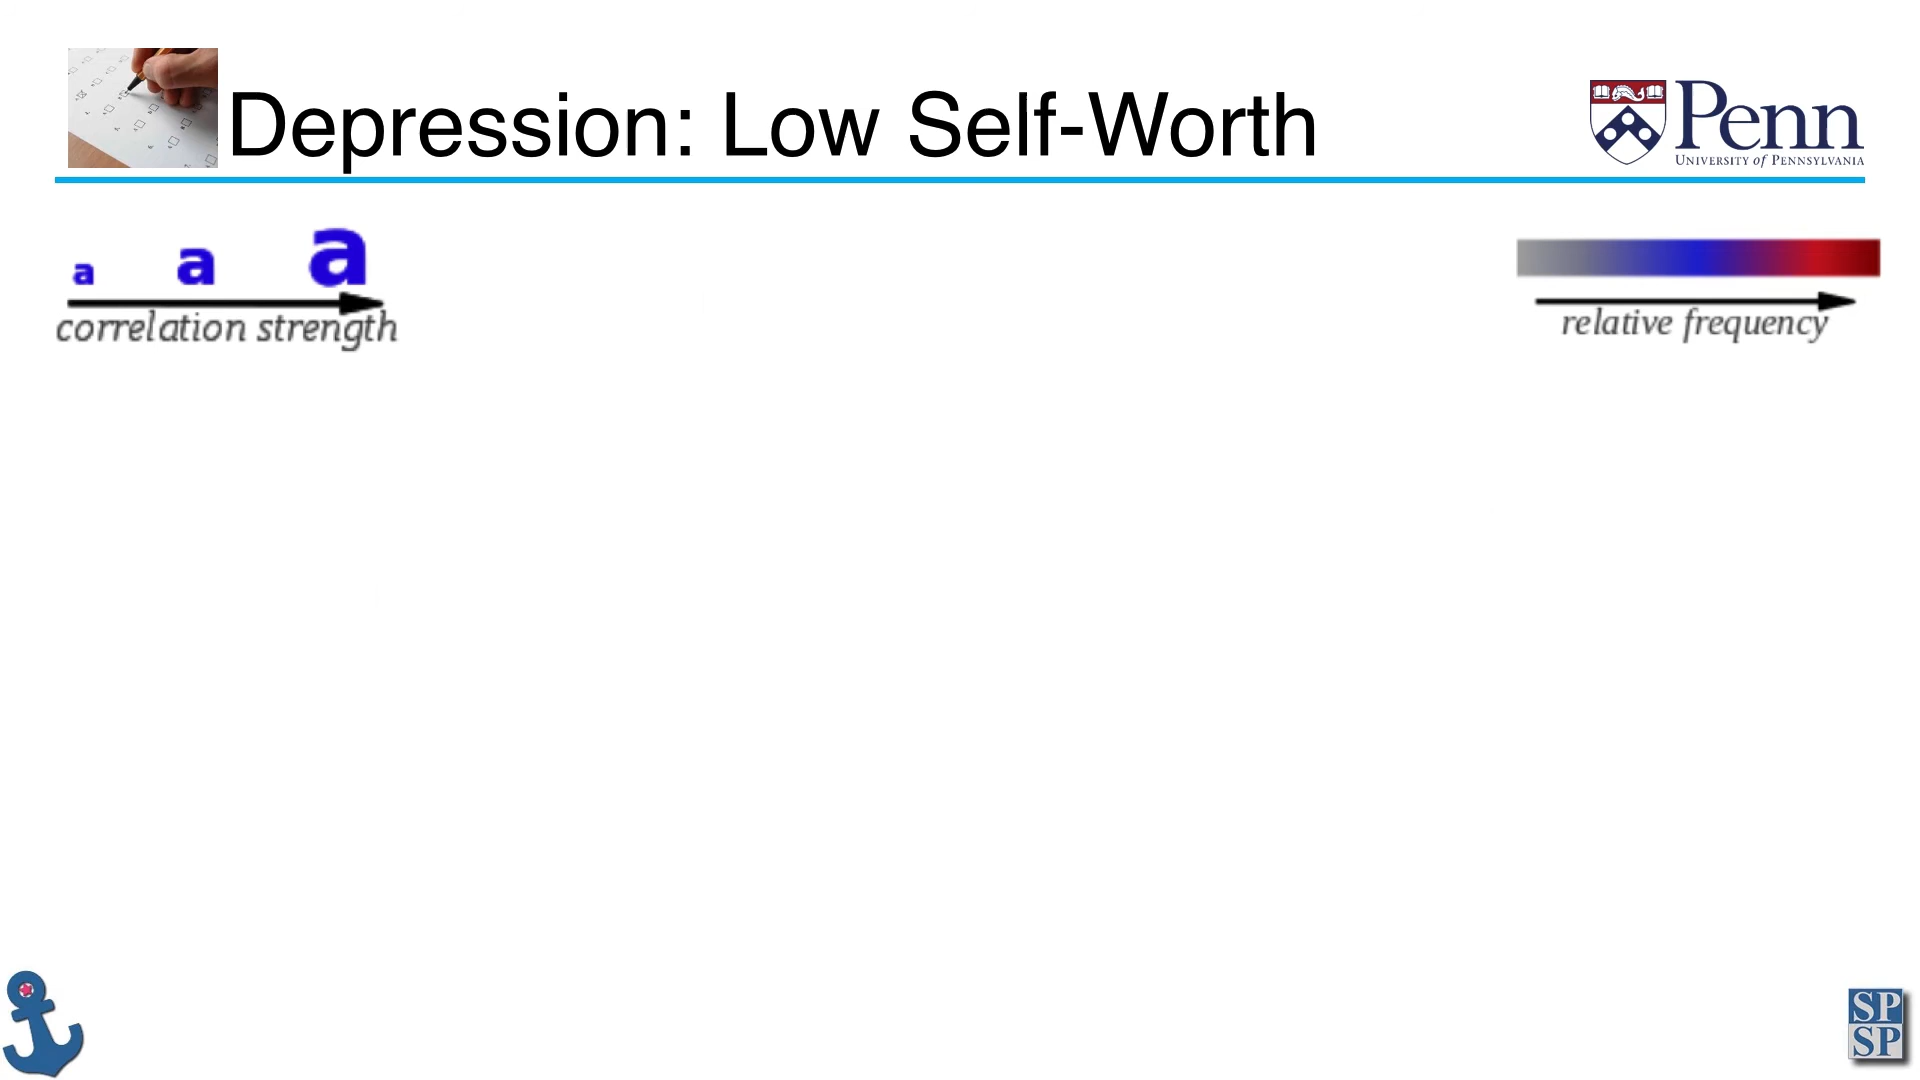 Depression: Low Self-Worth
Penn
UNIVERSITY of PENNSYLVANIA
a a a
correlation strength
relative frequency
SP
SP